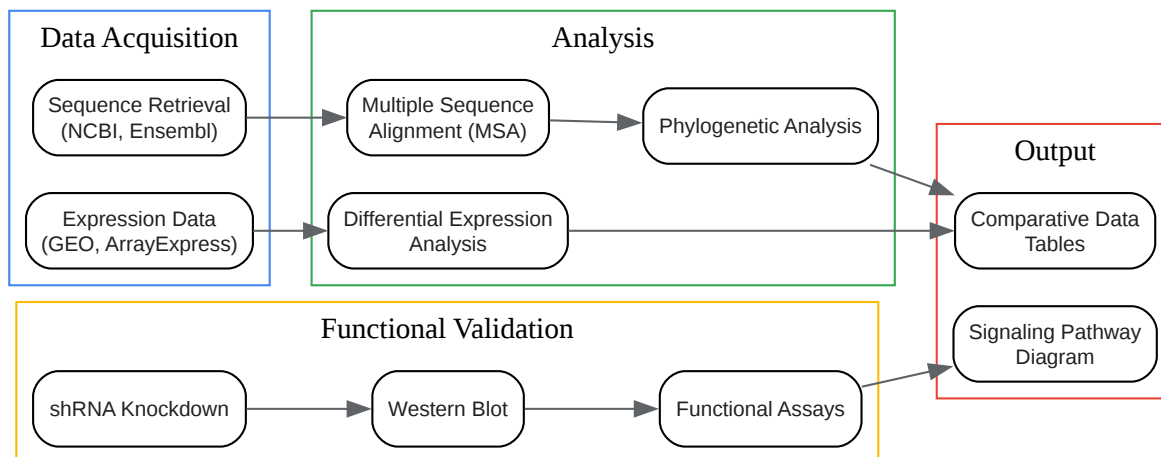 Data Acquisition
Sequence Retrieval
(NCBI, Ensembl)
Expression Data
(GEO, ArrayExpress)
Analysis
Multiple Sequence
Alignment (MSA)
Phylogenetic Analysis
Differential Expression
Analysis
Output
Comparative Data
Tables
Signaling Pathway
Diagram
Functional Validation
shRNA Knockdown
Western Blot
Functional Assays